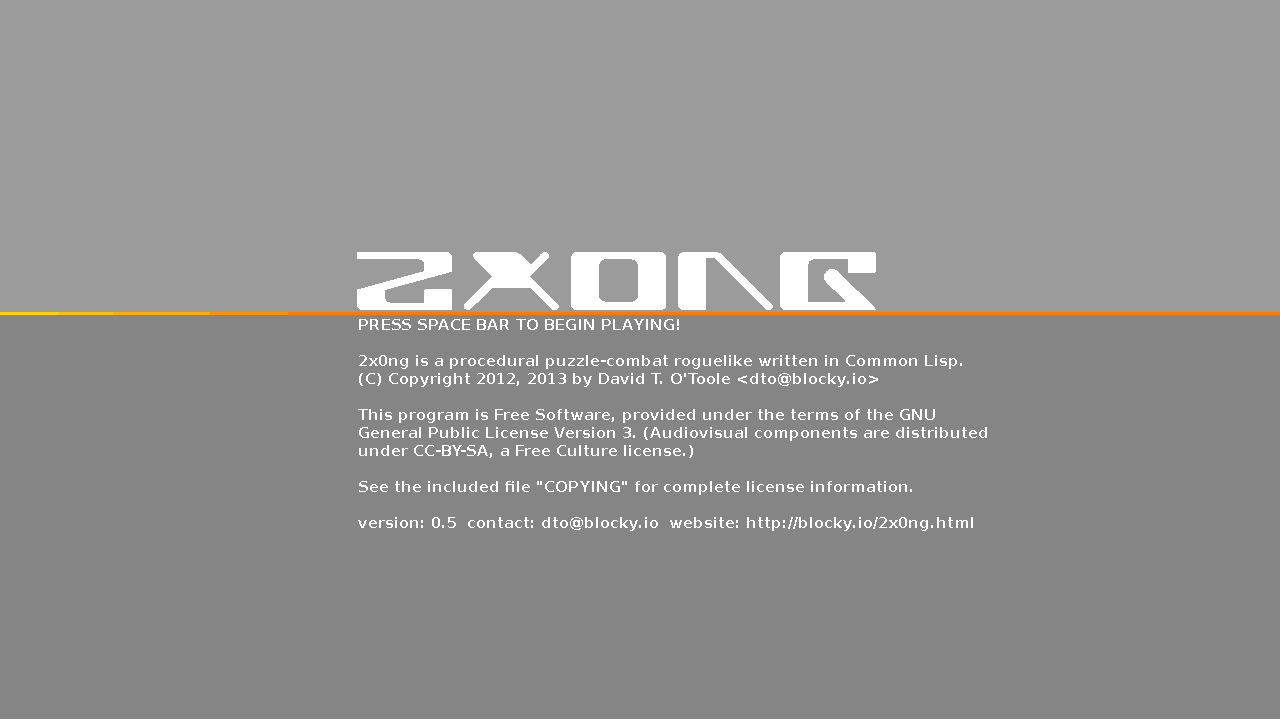 2X0NG
PRESS SPACE BAR TO BEGIN PLAYING!
2x0ng is a procedural puzzle-combat roguelike written in Common Lisp.
(C) Copyright 2012, 2013 by David T. O'Toole <dto@blocky.io>
This program is Free Software, provided under the terms of the GNU
General Public License Version 3. (Audiovisual components are distributed
under CC-BY-SA, a Free Culture license.)
See the included file "COPYING" for complete license information.
version: 0.5  contact: dto@blocky.io  website: http://blocky.io/2x0ng.html